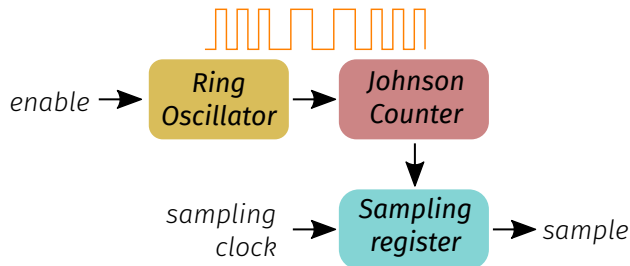 enable
Ring
Oscillator
Johnson
Counter
sampling
clock
Sampling
register
sample